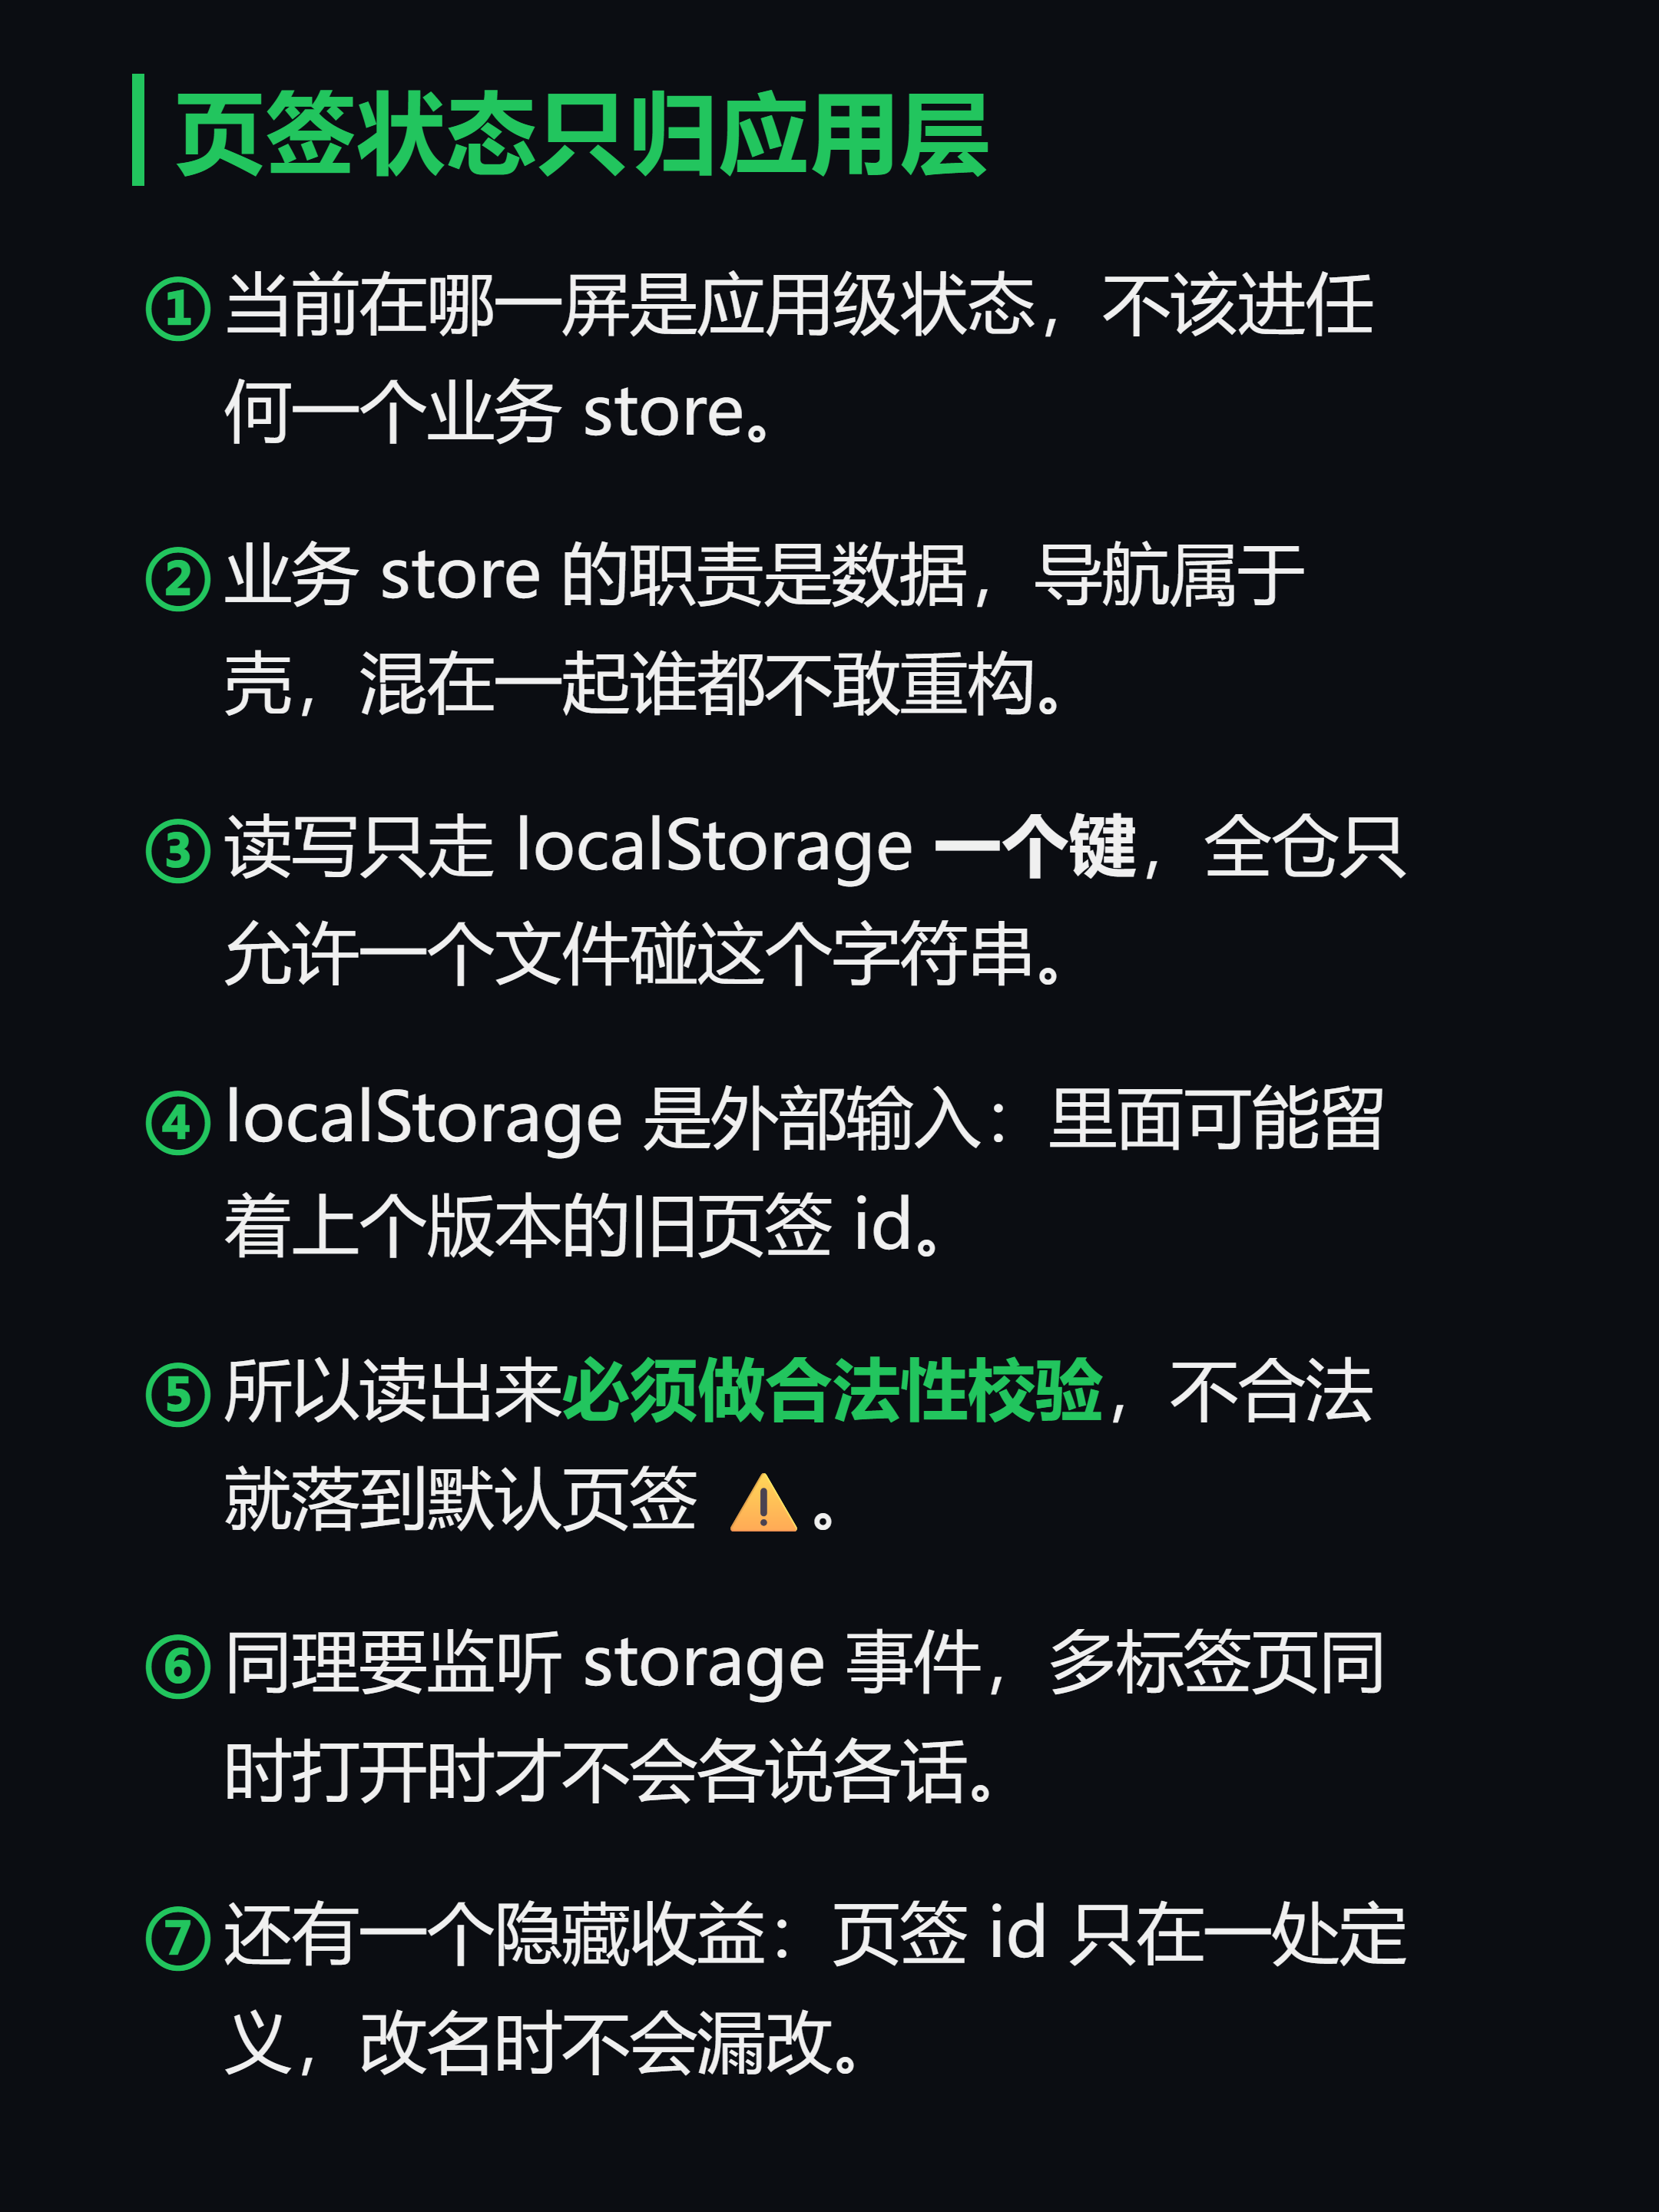 页签状态只归应用层
① 当前在哪一屏是应用级状态，不该进任
何一个业务 store。
② 业务 store 的职责是数据，导航属于
壳，混在一起谁都不敢重构。
③ 读写只走 localStorage 一个键，全仓只
允许一个文件碰这个字符串。
④ localStorage 是外部输入：里面可能留
着上个版本的旧页签 id。
⑤ 所以读出来必须做合法性校验，不合法
就落到默认页签 ⚠️。
⑥ 同理要监听 storage 事件，多标签页同
时打开时才不会各说各话。
⑦ 还有一个隐藏收益：页签 id 只在一处定
义，改名时不会漏改。